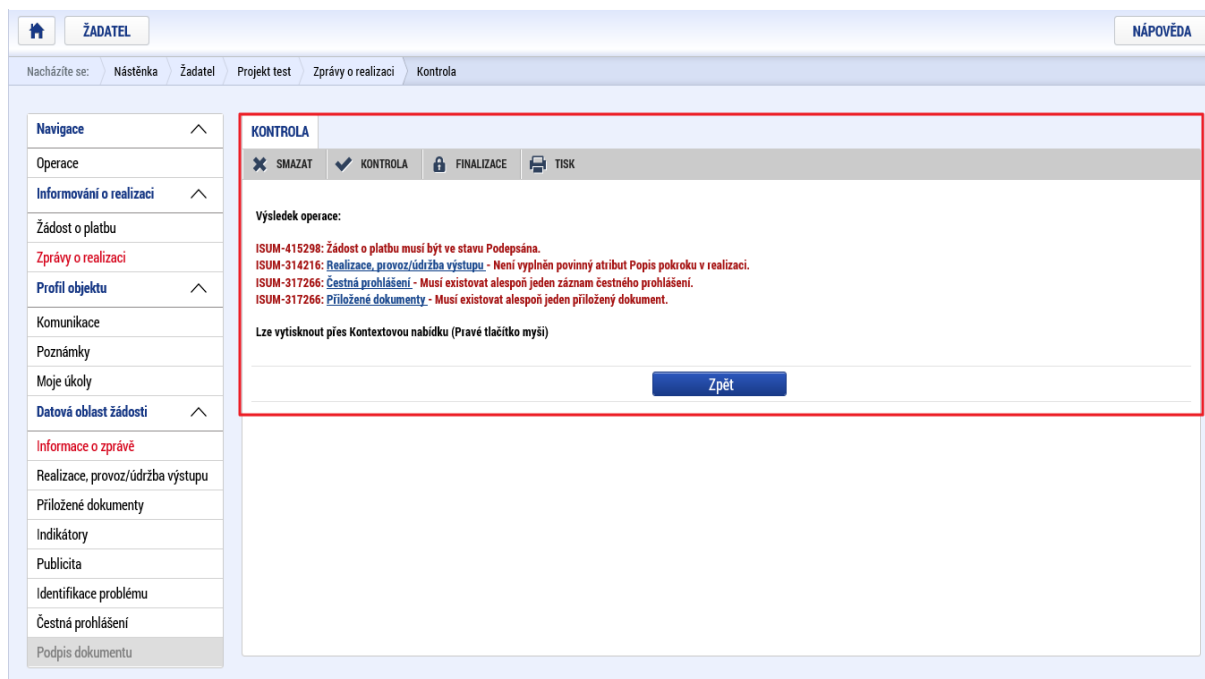 ŽADATEL
NÁPOVĚDA
Nacházíte se: Nástěnka Žadatel Projekt test Zprávy o realizaci Kontrola
Navigace
Operace
Informování o realizaci
Žádost o platbu
Zprávy o realizaci
Profil objektu
Komunikace
Poznámky
Moje úkoly
Datová oblast žádosti
Informace o zprávě
Realizace, provoz/údržba výstupu
Přiložené dokumenty
Indikátory
Publicita
Identifikace problému
Čestná prohlášení
Podpis dokumentu
KONTROLA
SMAZAT KONTROLA FINALIZACE TISK
Výsledek operace:
ISUM-415298: Žádost o platbu musí být ve stavu Podepsána.
ISUM-314216: Realizace, provoz/údržba výstupu - Není vyplněn povinný atribut Popis pokroku v realizaci.
ISUM-317266: Čestná prohlášení - Musí existovat alespoň jeden záznam čestného prohlášení.
ISUM-317266: Přiložené dokumenty - Musí existovat alespoň jeden přiložený dokument.
Lze vytisknout přes Kontextovou nabídku (Pravé tlačítko myši)
Zpět